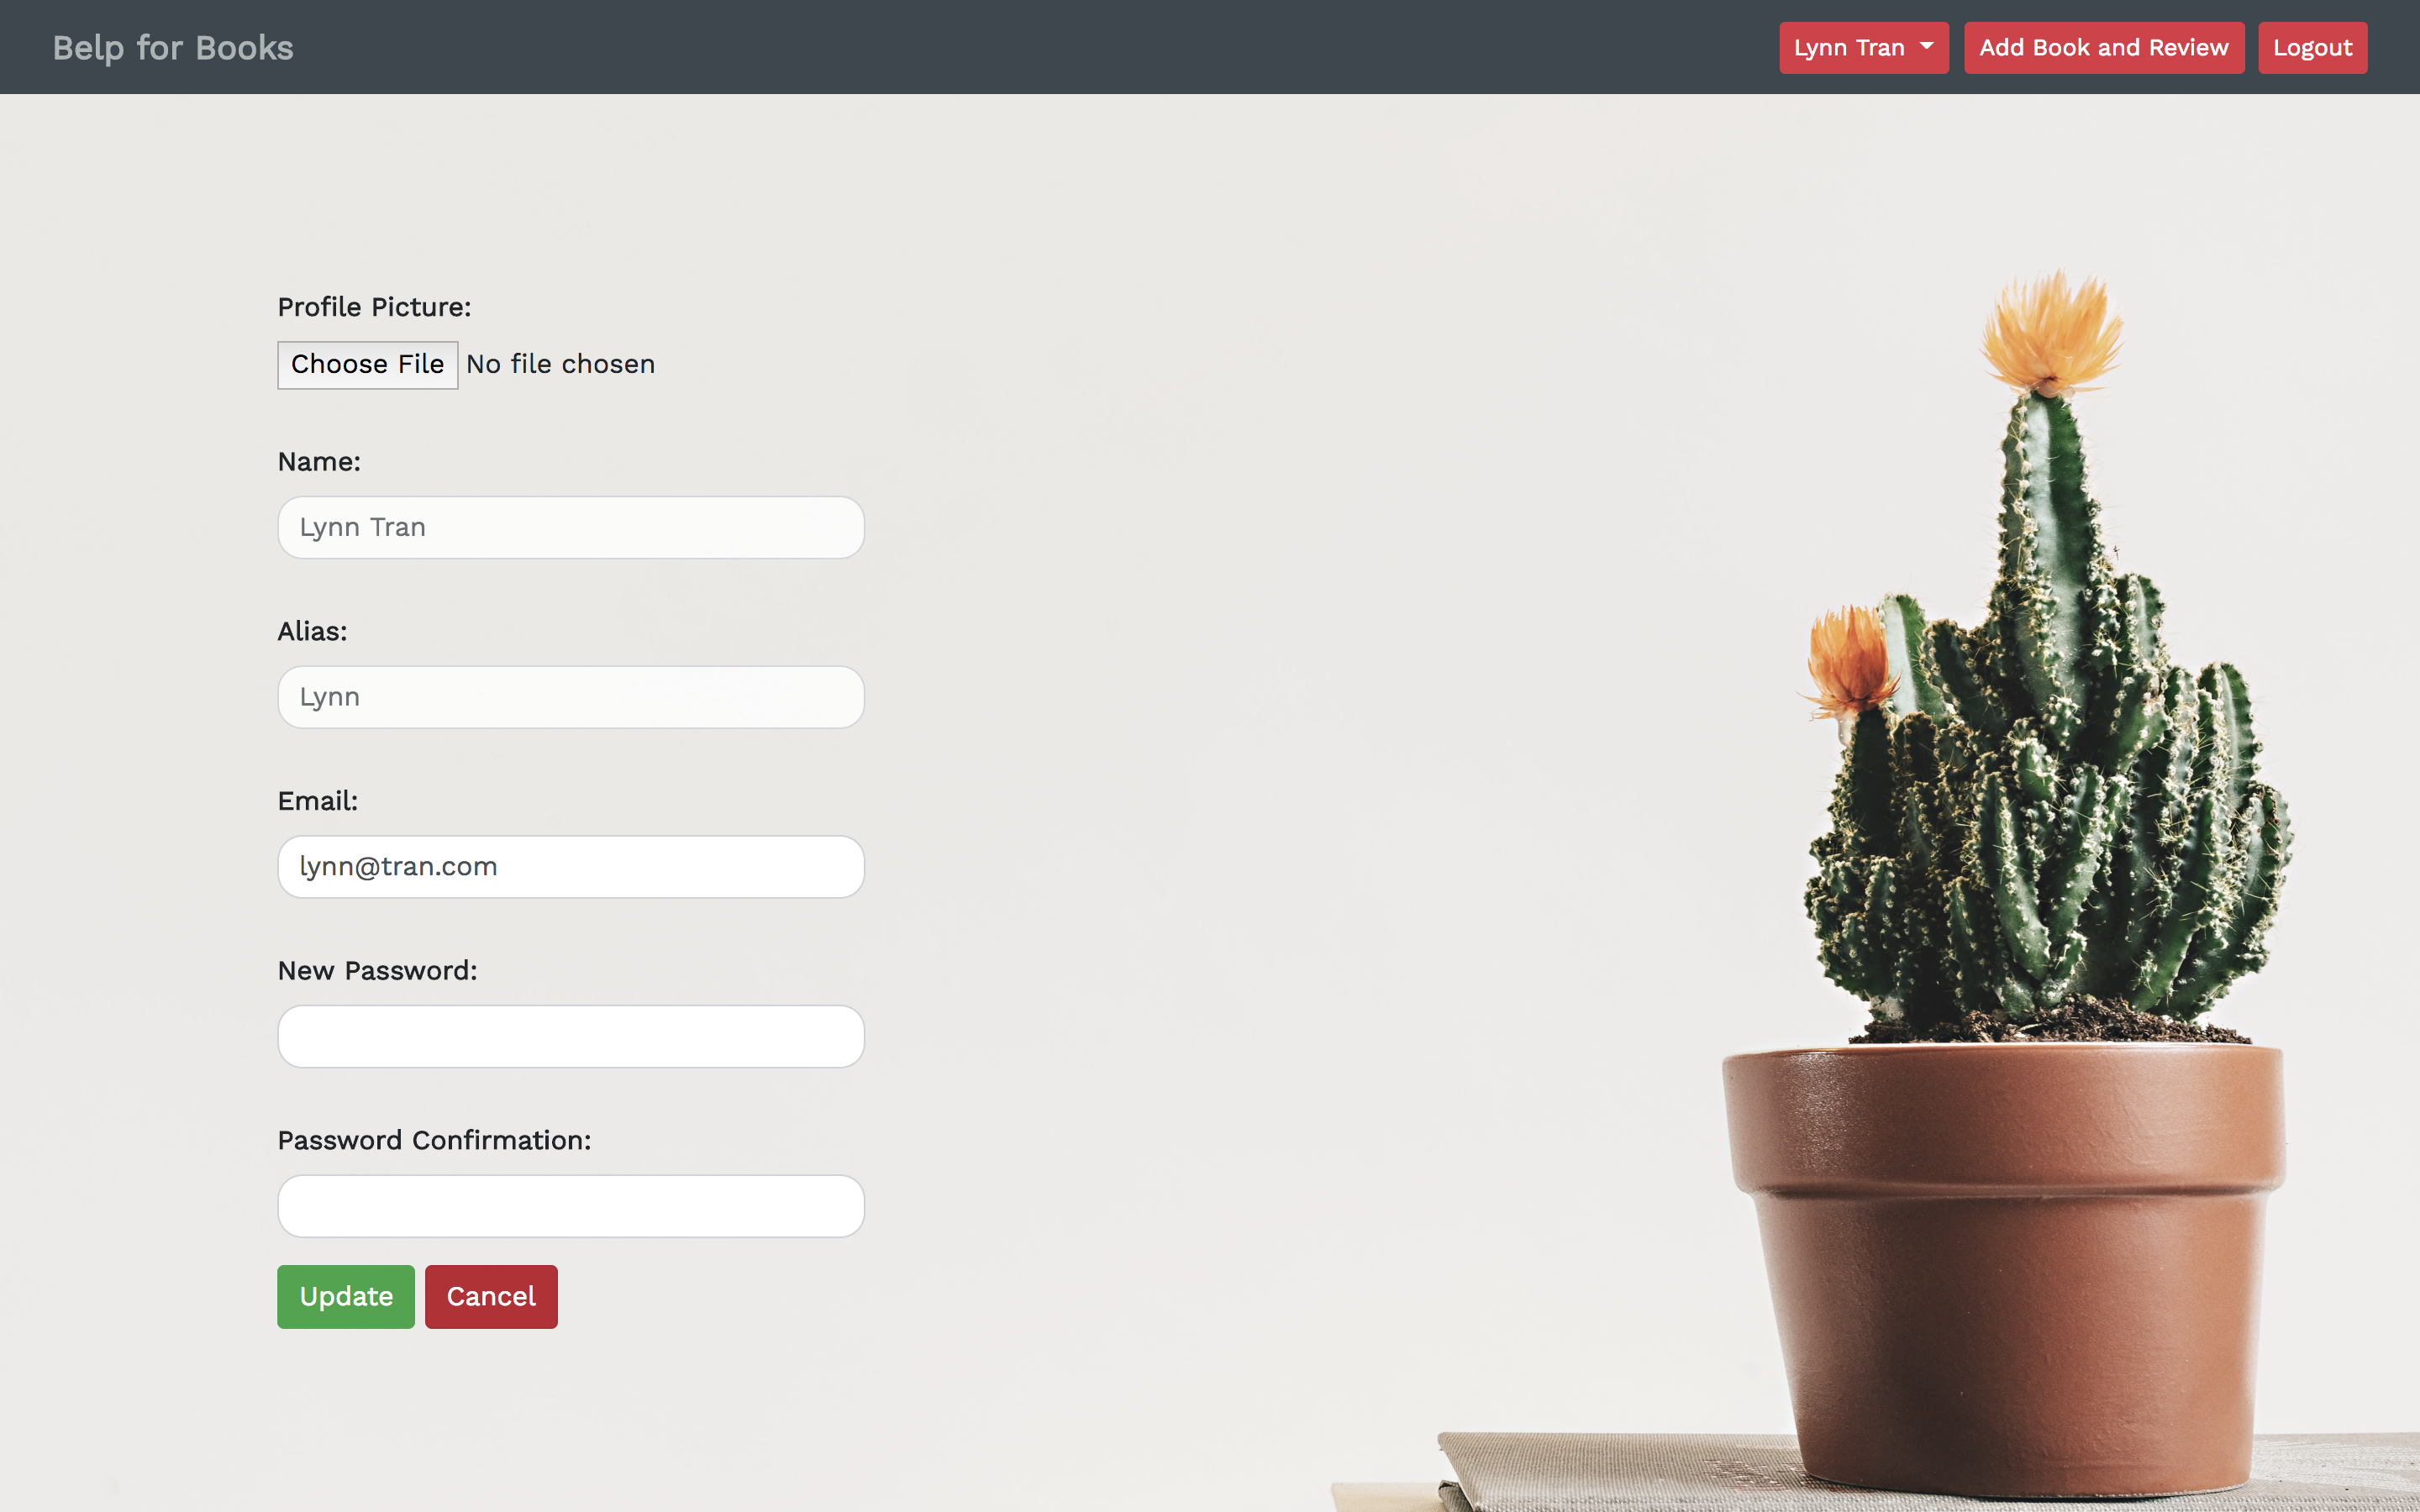 Belp for Books
Lynn Tran
Add Book and Review
Logout
Profile Picture:
Choose File No file chosen
Name:
Lynn Tran
Alias:
Lynn
Email:
lynn@tran.com
New Password:
Password Confirmation:
Update
Cancel